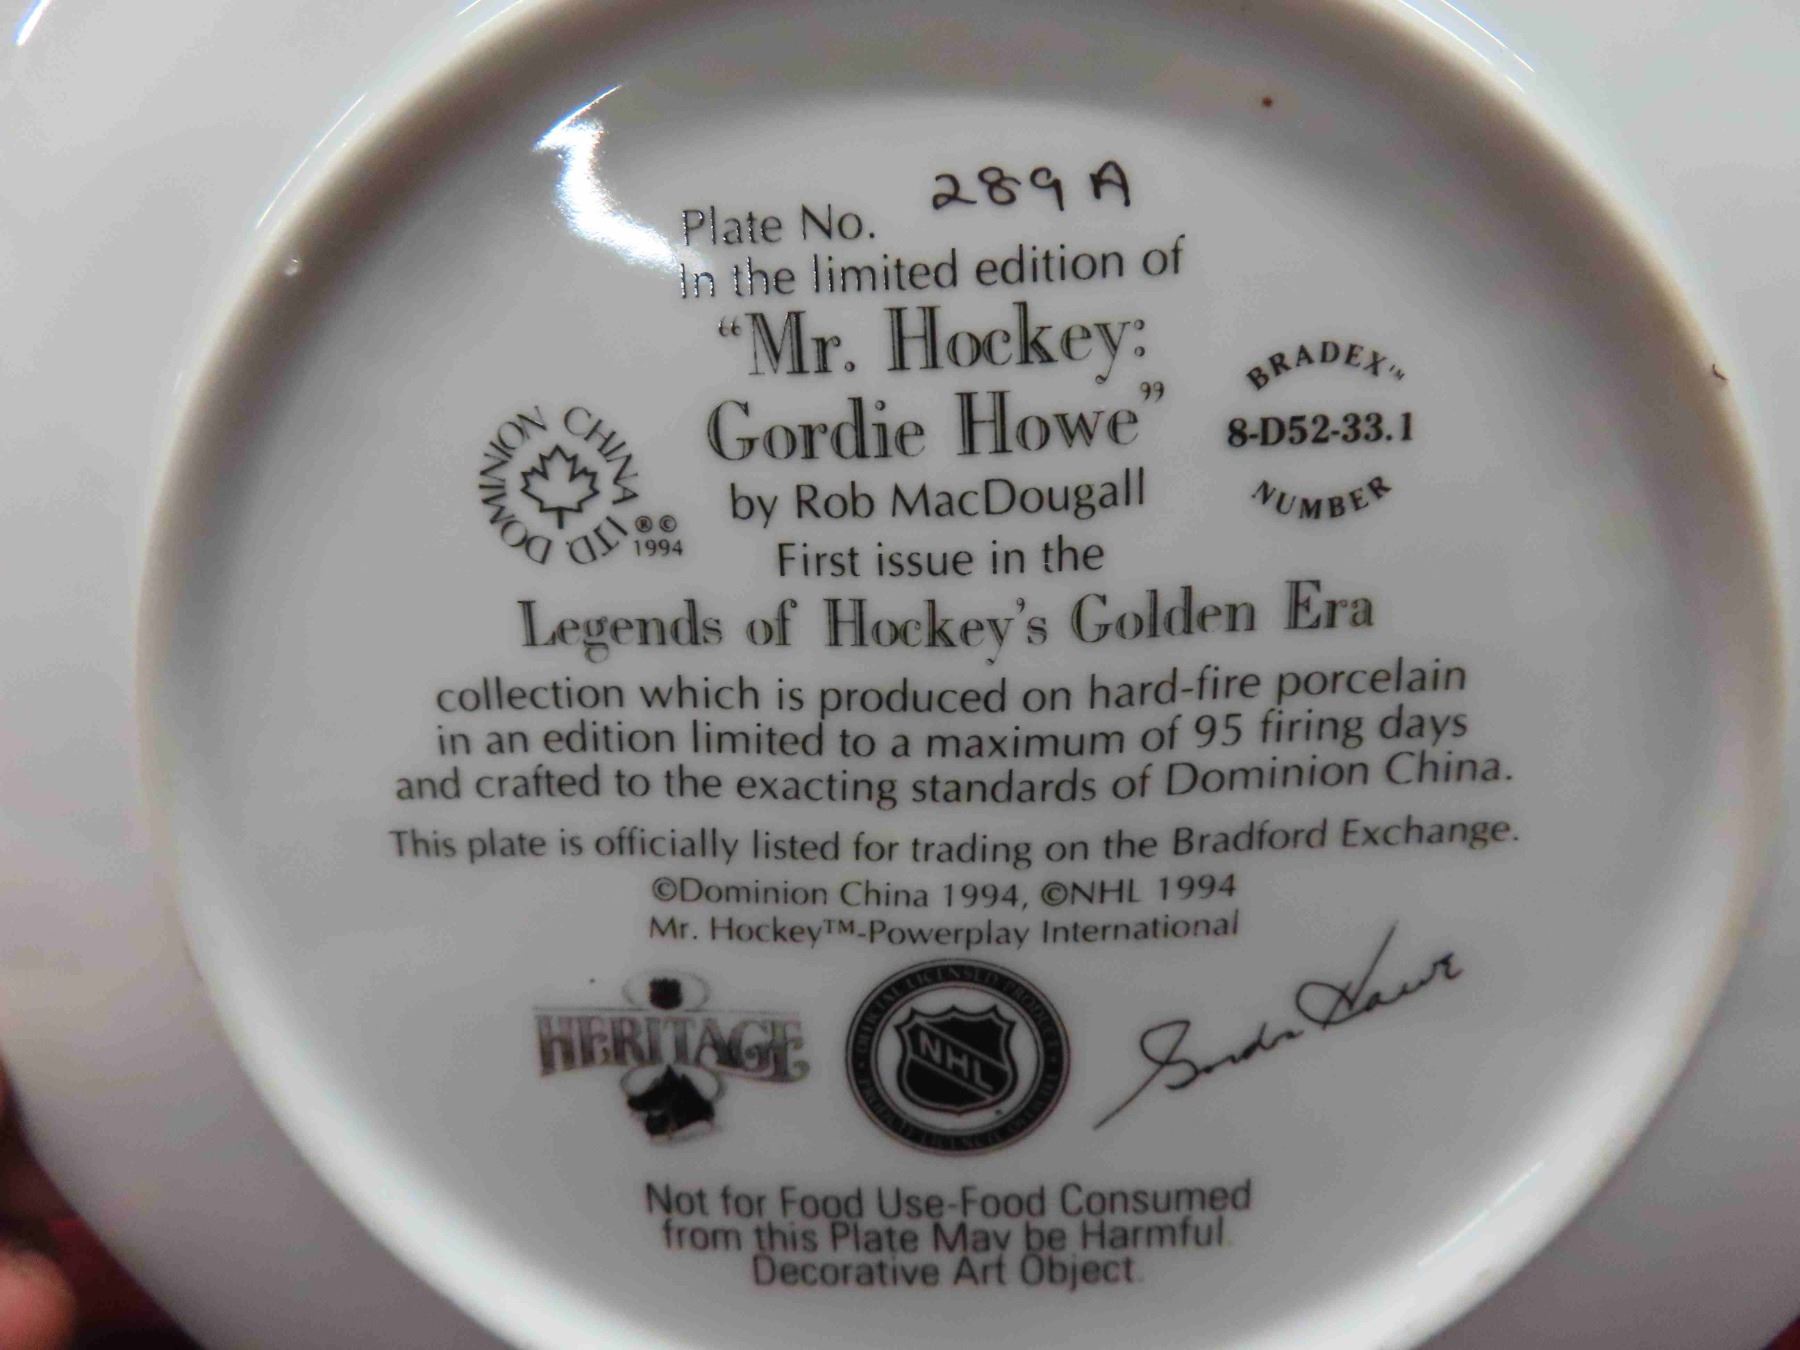 Plate No. 289A
In the limited edition of
“Mr. Hockey:
Gordie Howe”
by Rob MacDougall
First issue in the
Legends of Hockey's Golden Era
collection which is produced on hard-fire porcelain
in an edition limited to a maximum of 95 firing days
and crafted to the exacting standards of Dominion China.
This plate is officially listed for trading on the Bradford Exchange.
©Dominion China 1994, ©NHL 1994
Mr. Hockey™-Powerplay International
DOMINION CHINA LTD.
®©
1994
BRADEX™
8-D52-33.1
NUMBER
HERITAGE
OFFICIAL LICENSED PRODUCT
NHL
Gordie Howe
Not for Food Use-Food Consumed
from this Plate May be Harmful.
Decorative Art Object.